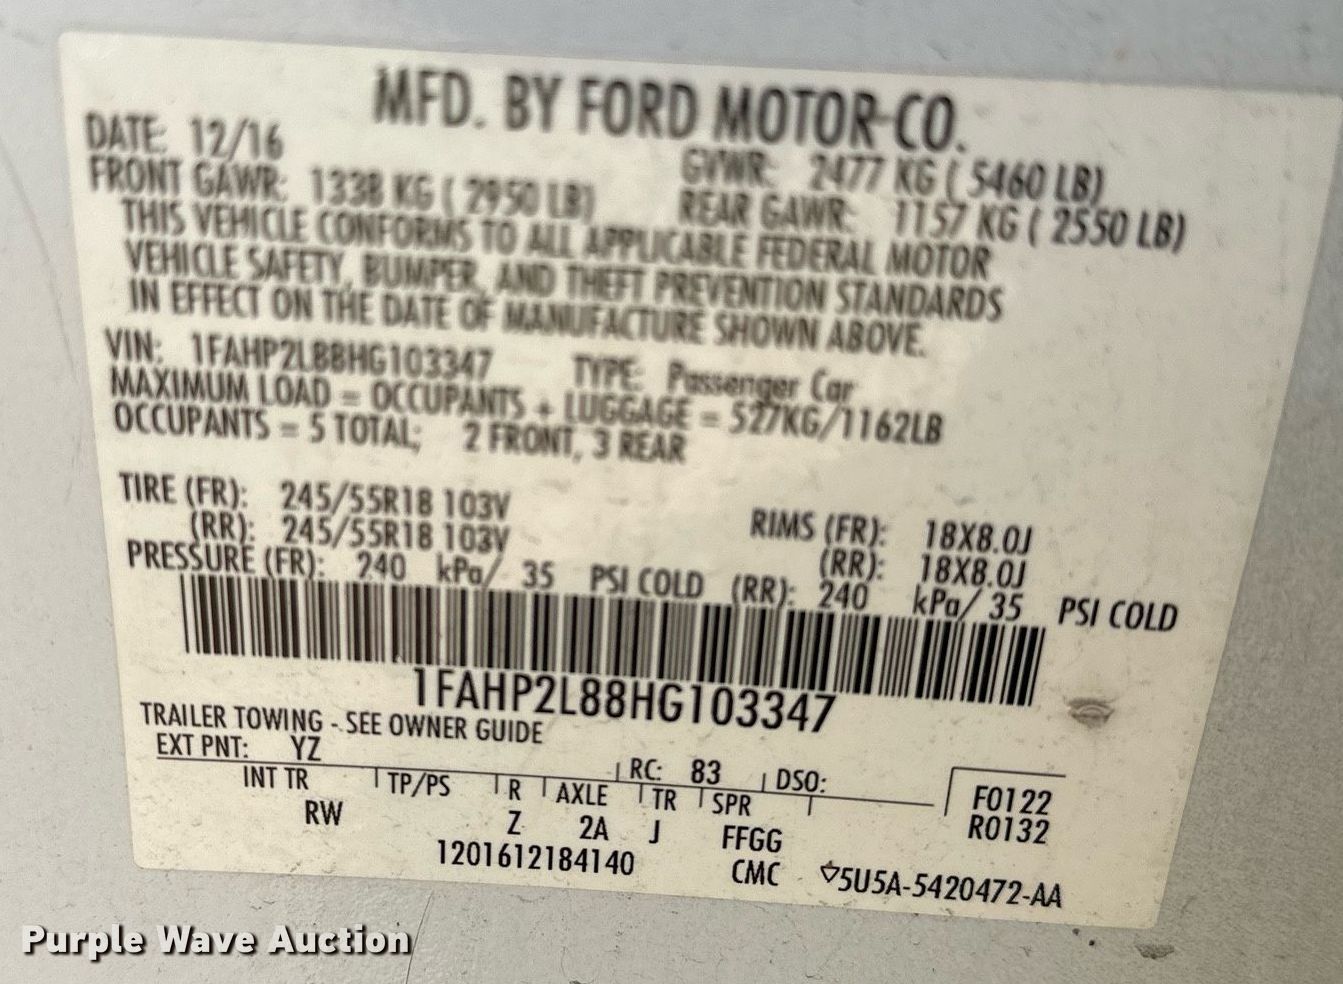 MFD. BY FORD MOTOR CO.
DATE: 12/16 GVWR: 2477 KG ( 5460 LB)
FRONT GAWR: 1338 KG ( 2950 LB) REAR GAWR: 1157 KG ( 2550 LB)
THIS VEHICLE CONFORMS TO ALL APPLICABLE FEDERAL MOTOR
VEHICLE SAFETY, BUMPER, AND THEFT PREVENTION STANDARDS
IN EFFECT ON THE DATE OF MANUFACTURE SHOWN ABOVE.
VIN: 1FAHP2L88HG103347 TYPE: Passenger Car
MAXIMUM LOAD = OCCUPANTS + LUGGAGE = 527KG/1162LB
OCCUPANTS = 5 TOTAL; 2 FRONT, 3 REAR
TIRE (FR): 245/55R18 103V RIMS (FR): 18X8.0J
(RR): 245/55R18 103V (RR): 18X8.0J
PRESSURE (FR): 240 kPa/ 35 PSI COLD (RR): 240 kPa/ 35 PSI COLD
1FAHP2L88HG103347
TRAILER TOWING - SEE OWNER GUIDE
EXT PNT: YZ RC: 83 DSO:
INT TR TP/PS R AXLE TR SPR F0122
RW Z 2A J FFGG R0132
1201612184140 CMC 5U5A-5420472-AA
Purple Wave Auction